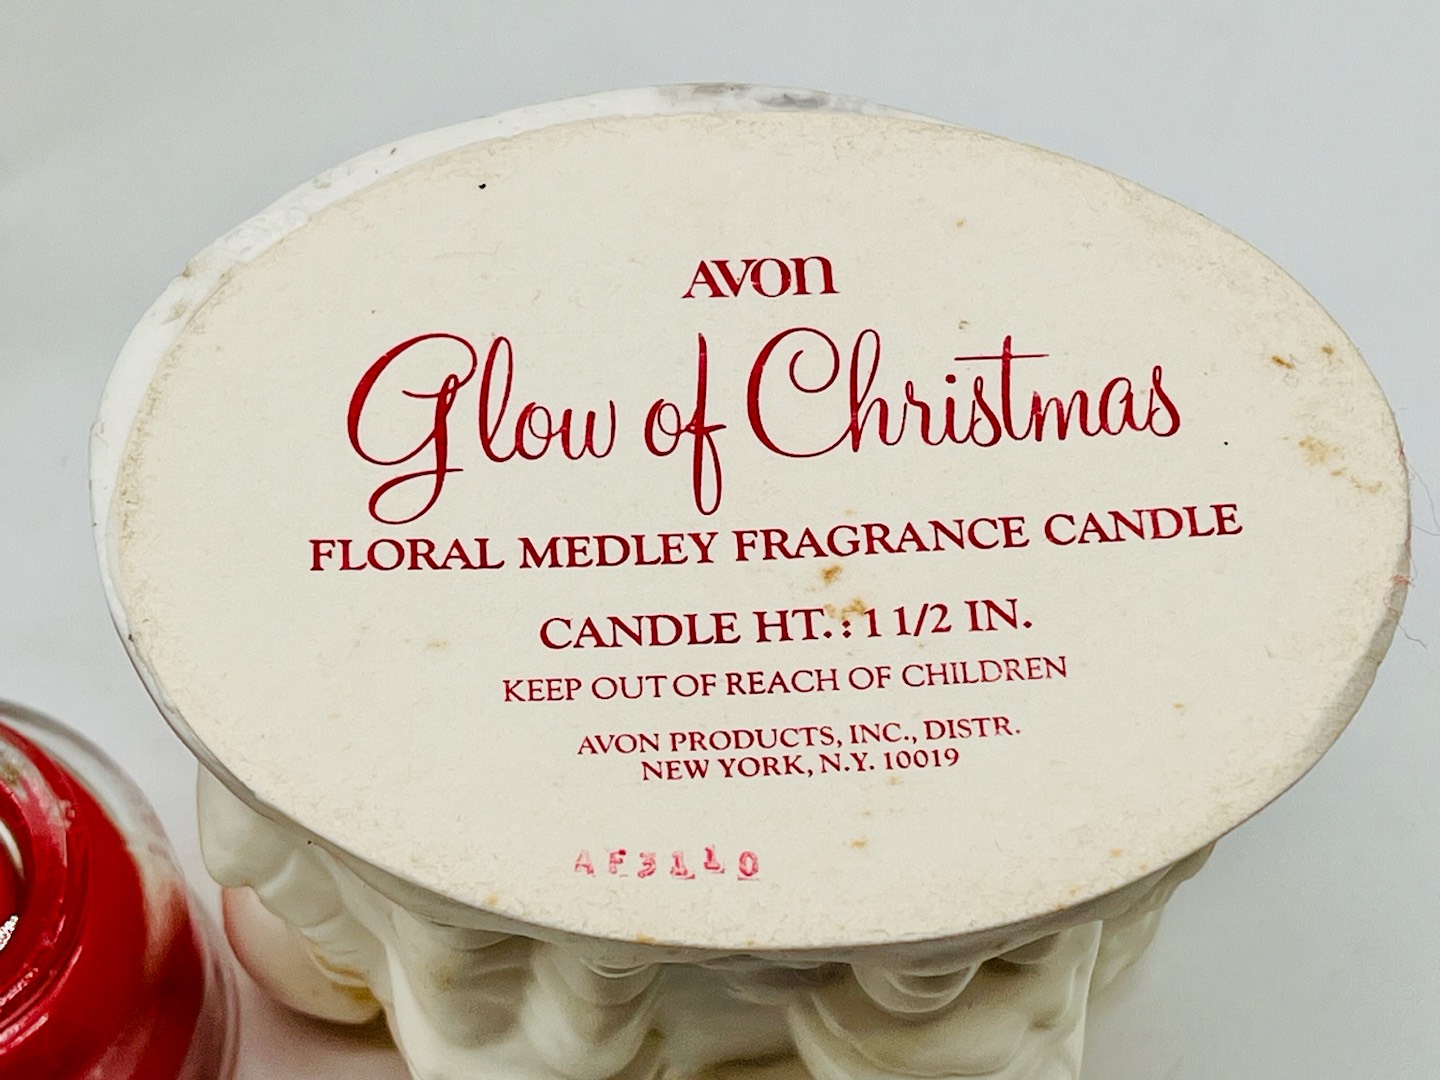 AVON
Glow of Christmas
FLORAL MEDLEY FRAGRANCE CANDLE
CANDLE HT.: 1 1/2 IN.
KEEP OUT OF REACH OF CHILDREN
AVON PRODUCTS, INC., DISTR.
NEW YORK, N.Y. 10019
AF3110